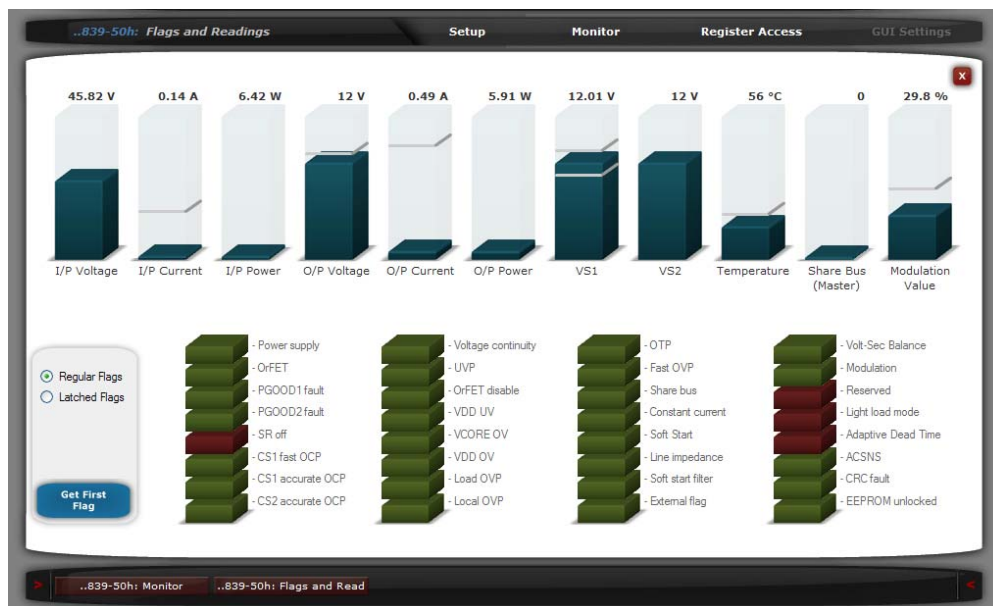 ..839-50h: Flags and Readings
Setup
Monitor
Register Access
GUI Settings
X
45.82 V
0.14 A
6.42 W
12 V
0.49 A
5.91 W
12.01 V
12 V
56 °C
0
29.8 %
I/P Voltage
I/P Current
I/P Power
O/P Voltage
O/P Current
O/P Power
VS1
VS2
Temperature
Share Bus
(Master)
Modulation
Value
Regular Flags
Latched Flags
Get First
Flag
- Power supply
- OrFET
- PGOOD1 fault
- PGOOD2 fault
- SR off
- CS1 fast OCP
- CS1 accurate OCP
- CS2 accurate OCP
- Voltage continuity
- UVP
- OrFET disable
- VDD UV
- VCORE OV
- VDD OV
- Load OVP
- Local OVP
- OTP
- Fast OVP
- Share bus
- Constant current
- Soft Start
- Line impedance
- Soft start filter
- External flag
- Volt-Sec Balance
- Modulation
- Reserved
- Light load mode
- Adaptive Dead Time
- ACSNS
- CRC fault
- EEPROM unlocked
>
..839-50h: Monitor
..839-50h: Flags and Read
<